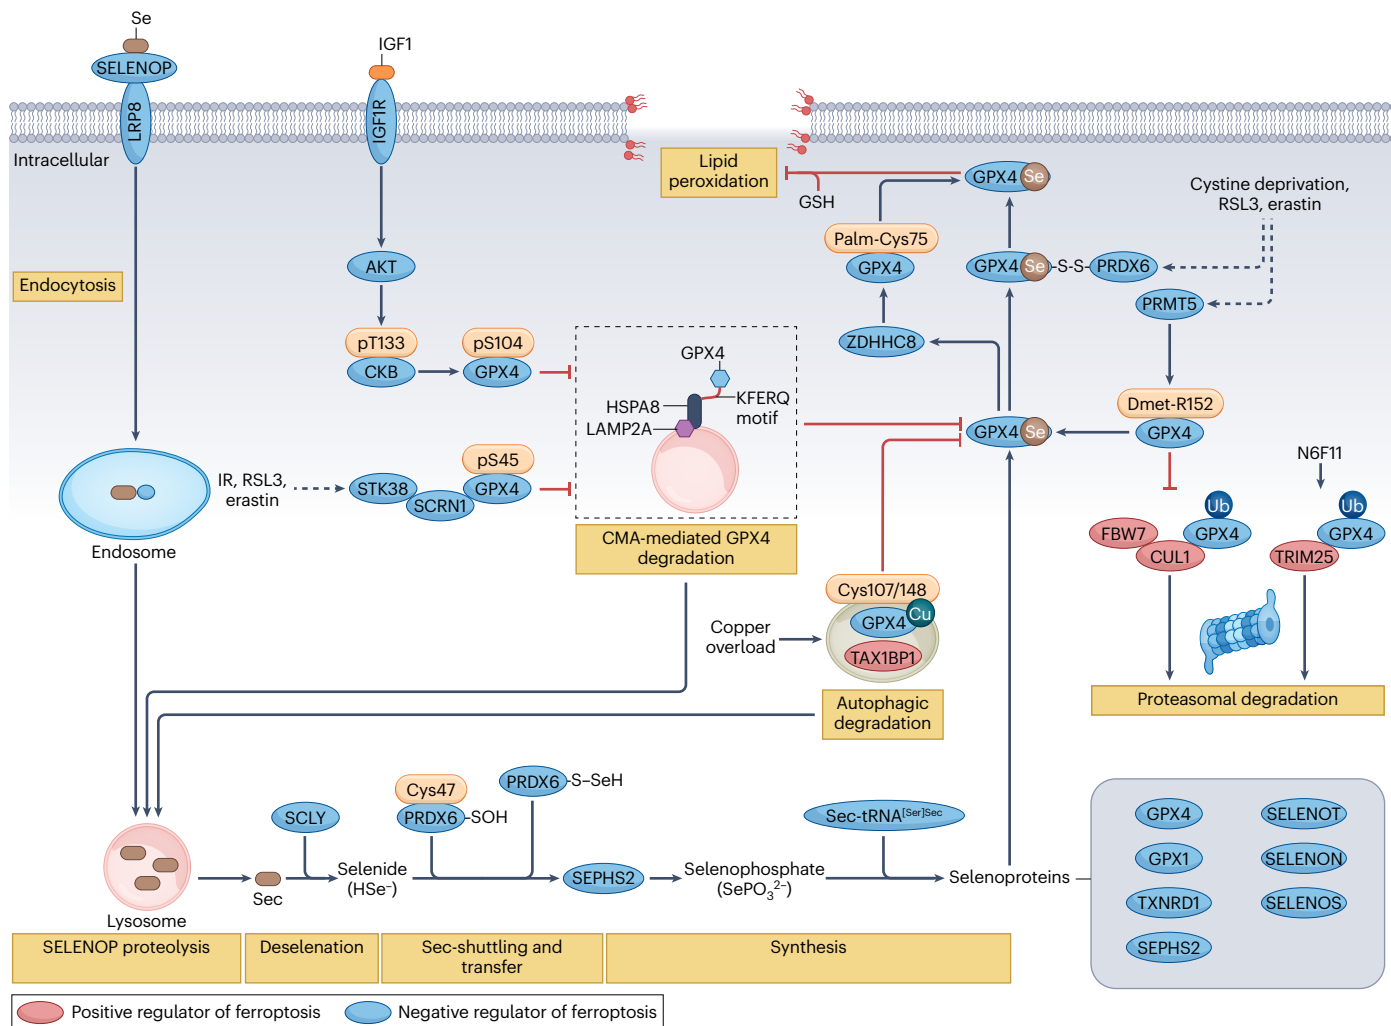 Se
SELENOP
LRP8
IGF1
IGF1R
Intracellular
Lipid
peroxidation
GSH
GPX4
Se
Cystine deprivation,
RSL3, erastin
Palm-Cys75
GPX4
GPX4
Se
–S–S–
PRDX6
AKT
Endocytosis
PRMT5
ZDHHC8
pT133
CKB
pS104
GPX4
GPX4
HSPA8
LAMP2A
KFERQ
motif
Dmet-R152
GPX4
GPX4
Se
N6F11
IR, RSL3,
erastin
STK38
SCRN1
pS45
GPX4
Endosome
CMA-mediated GPX4
degradation
Ub
GPX4
FBW7
CUL1
Ub
GPX4
TRIM25
Cys107/148
GPX4
Cu
TAX1BP1
Copper
overload
Autophagic
degradation
Proteasomal degradation
SCLY
Cys47
PRDX6
–SOH
PRDX6
–S–SeH
Sec-tRNA[Ser]Sec
Lysosome
Sec
Selenide
(HSe–)
SEPHS2
Selenophosphate
(SePO₃²⁻)
Selenoproteins
GPX4
SELENOT
GPX1
SELENON
TXNRD1
SELENOS
SEPHS2
SELENOP proteolysis
Deselenation
Sec-shuttling and
transfer
Synthesis
Positive regulator of ferroptosis
Negative regulator of ferroptosis